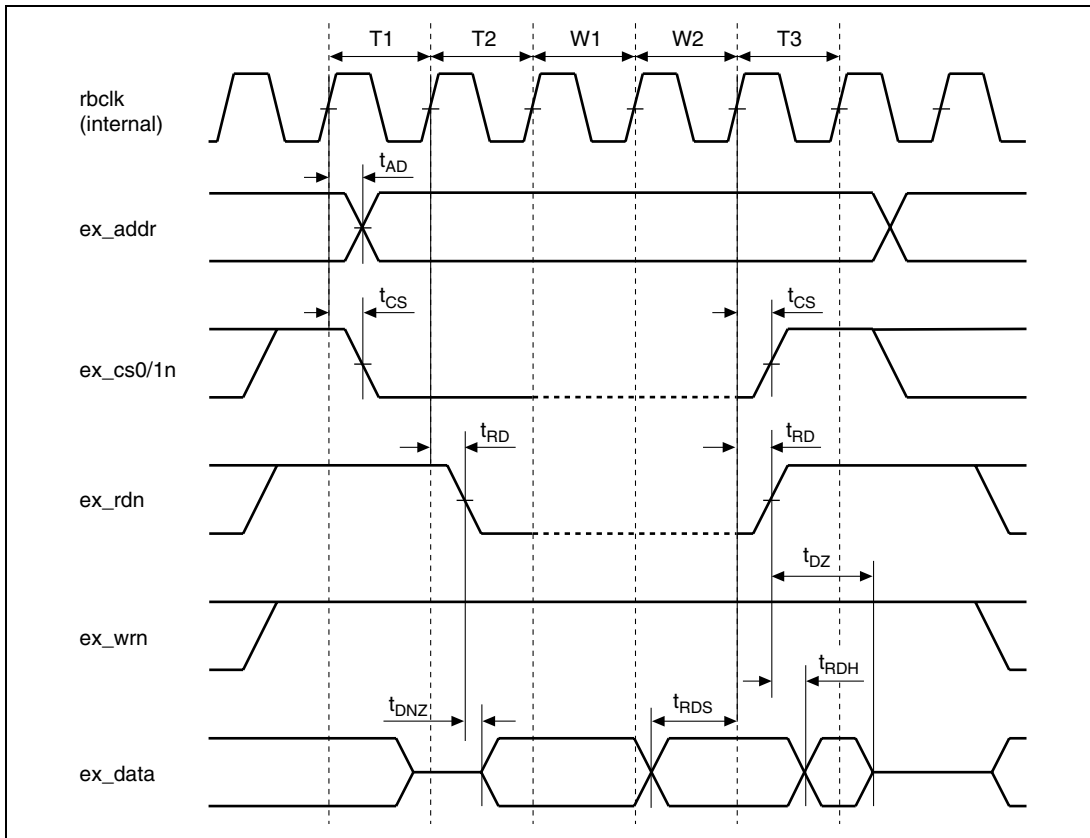 T1 T2 W1 W2 T3
rbclk
(internal)
tAD
ex_addr
tCS tCS
ex_cs0/1n
tRD tRD
ex_rdn
tDZ
ex_wrn
tRDH
tDNZ tRDS
ex_data